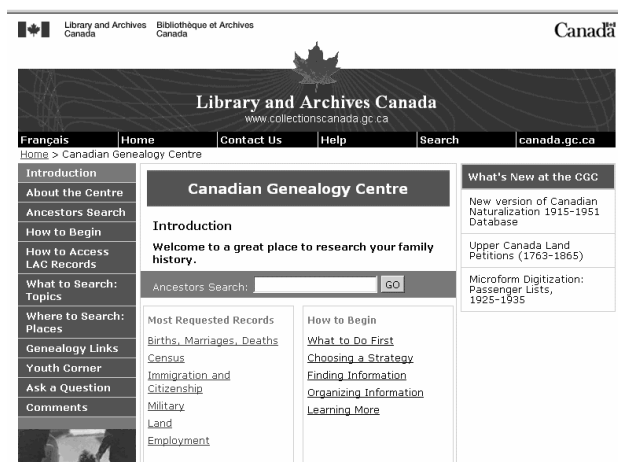 Library and Archives Bibliothèque et Archives
Canada Canada
Canada
Library and Archives Canada
www.collectionscanada.gc.ca
Français Home Contact Us Help Search canada.gc.ca
Home > Canadian Genealogy Centre
Introduction
About the Centre
Ancestors Search
How to Begin
How to Access
LAC Records
What to Search:
Topics
Where to Search:
Places
Genealogy Links
Youth Corner
Ask a Question
Comments
Canadian Genealogy Centre
Introduction
Welcome to a great place to research your family
history.
Ancestors Search: GO
Most Requested Records
Births, Marriages, Deaths
Census
Immigration and
Citizenship
Military
Land
Employment
How to Begin
What to Do First
Choosing a Strategy
Finding Information
Organizing Information
Learning More
What's New at the CGC
New version of Canadian
Naturalization 1915-1951
Database
Upper Canada Land
Petitions (1763-1865)
Microform Digitization:
Passenger Lists,
1925-1935